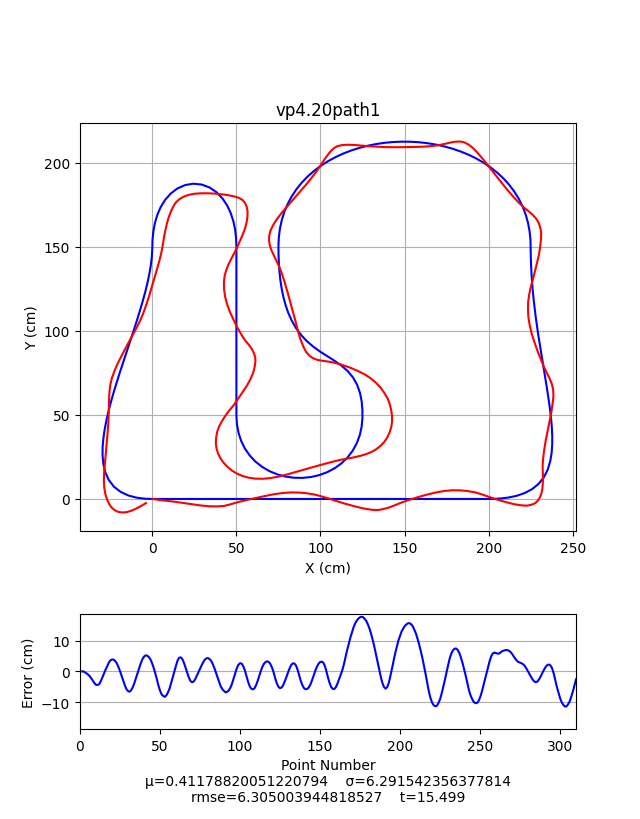 vp4.20path1
Y (cm)
200
150
100
50
0
0 50 100 150 200 250
X (cm)
Error (cm)
10
0
−10
0 50 100 150 200 250 300
Point Number
μ=0.41178820051220794 σ=6.291542356377814
rmse=6.305003944818527 t=15.499